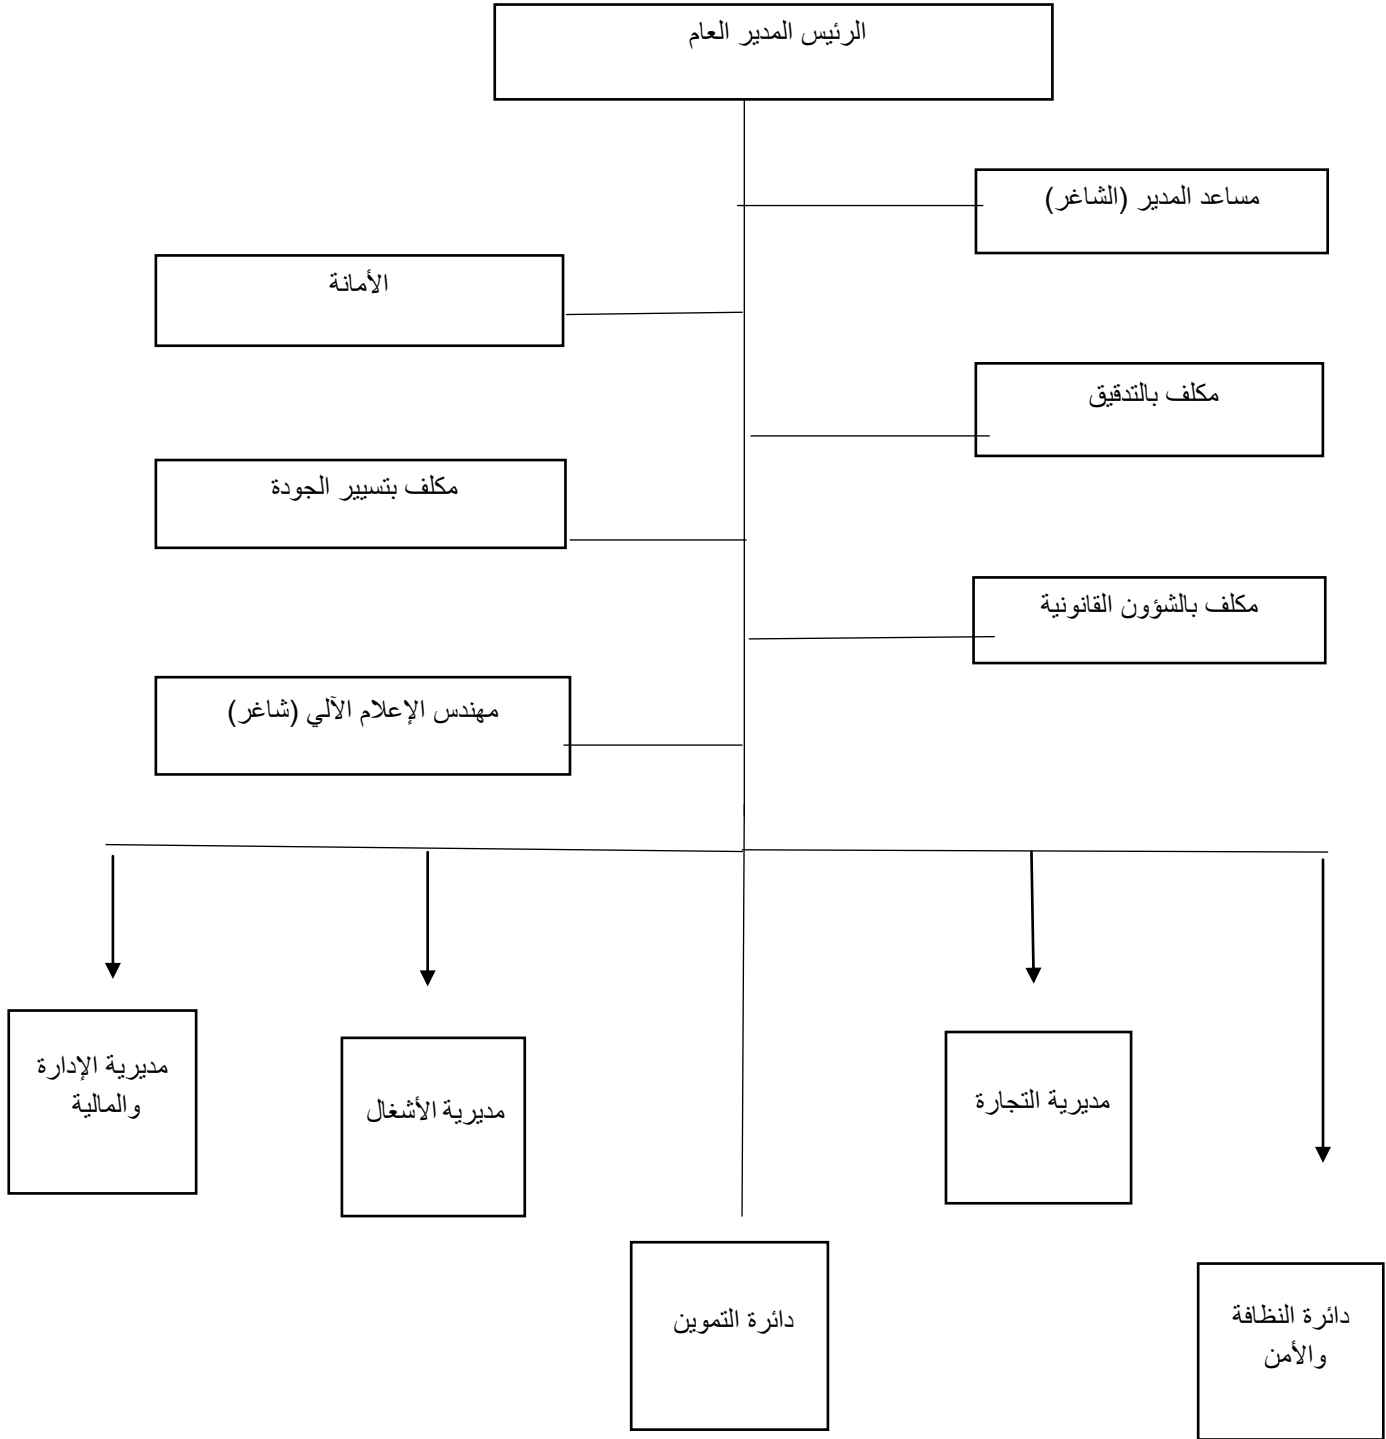 الرئيس المدير العام
مساعد المدير (الشاغر)
الأمانة
مكلف بالتدقيق
مكلف بتسيير الجودة
مكلف بالشؤون القانونية
مهندس الإعلام الآلي (شاغر)
مديرية الإدارة
والمالية
مديرية الأشغال
مديرية التجارة
دائرة التموين
دائرة النظافة
والأمن